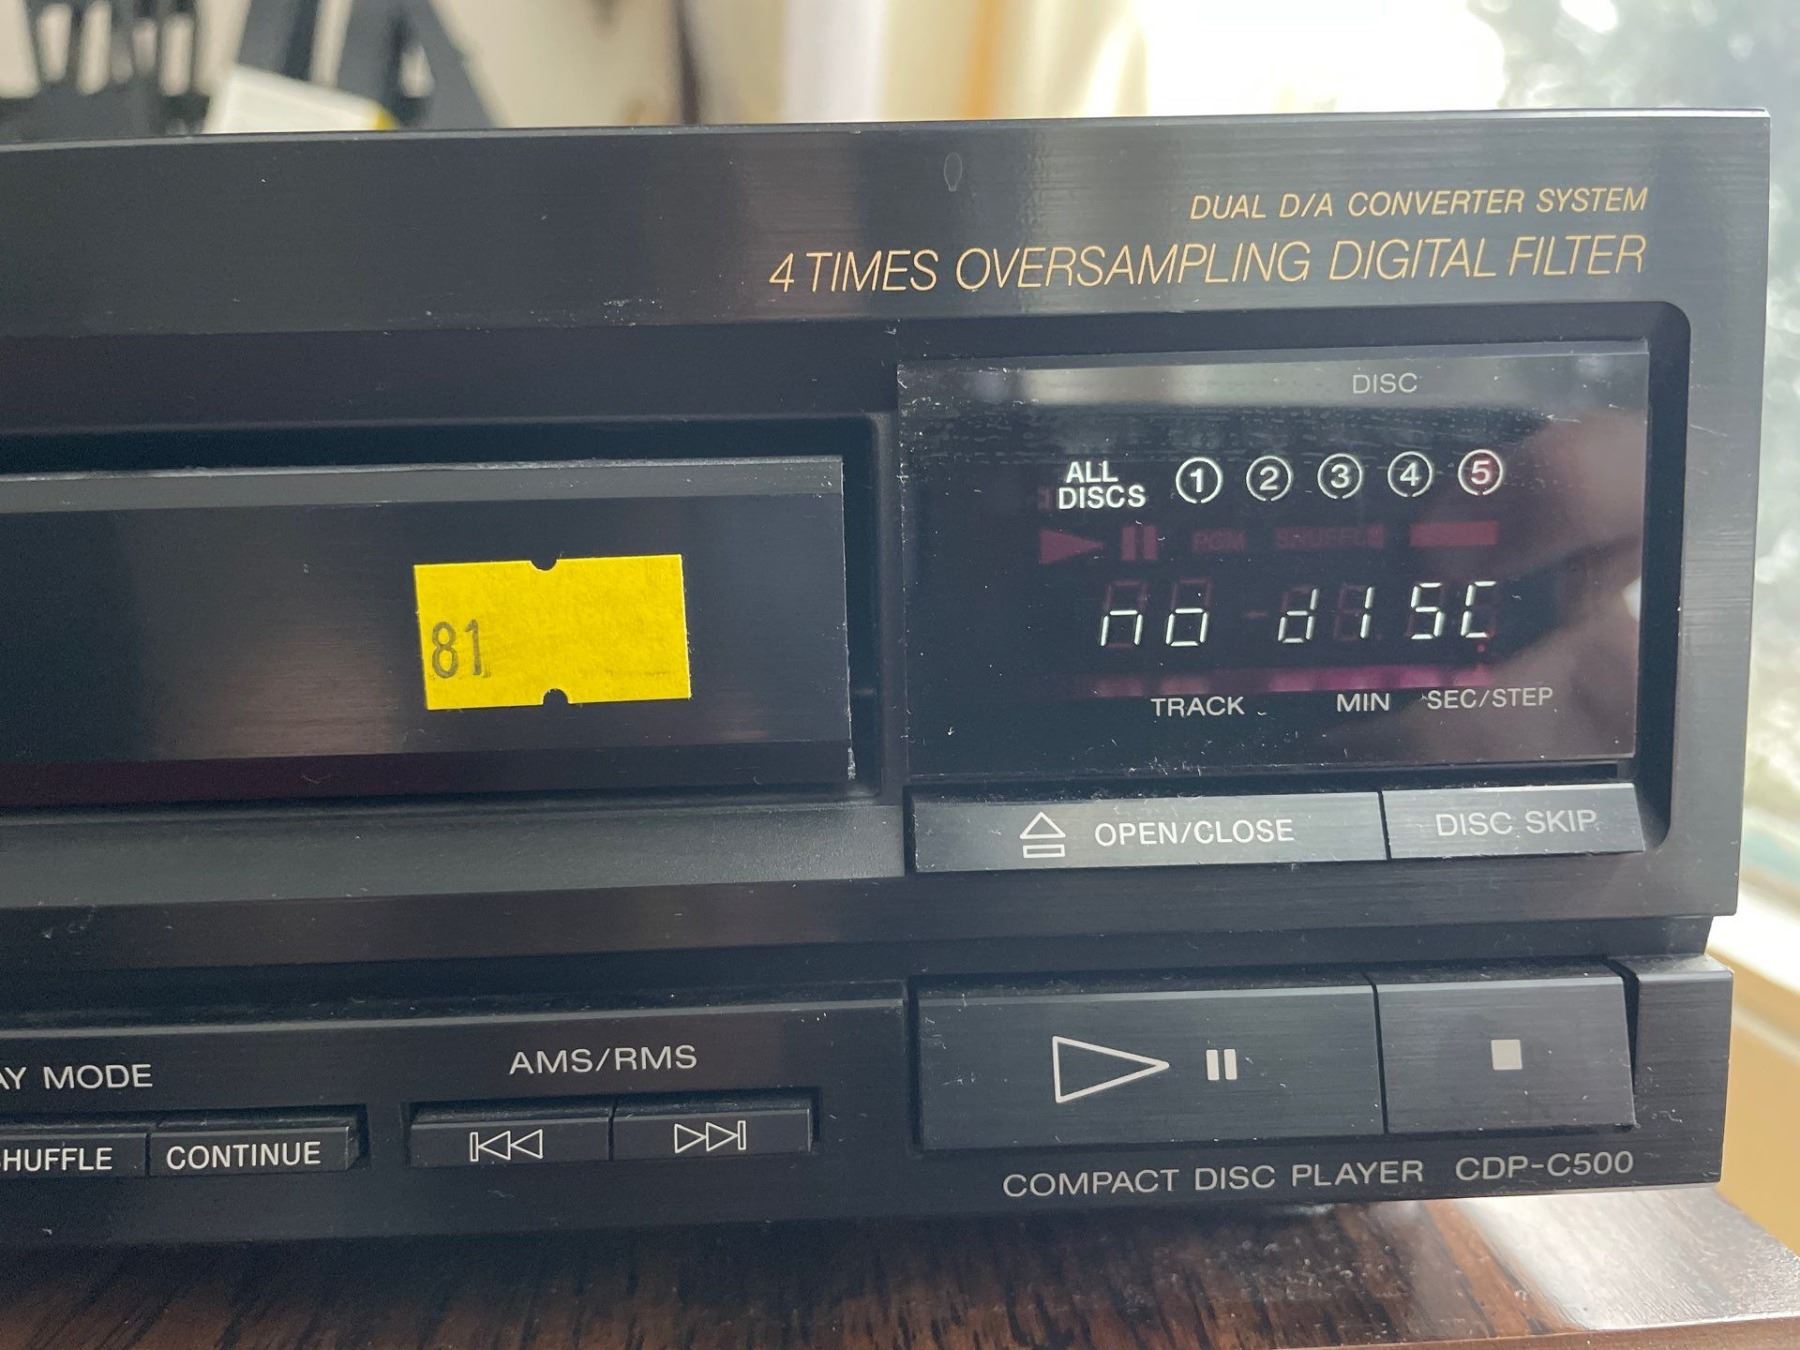 DUAL D/A CONVERTER SYSTEM
4 TIMES OVERSAMPLING DIGITAL FILTER
DISC
ALL DISCS 1 2 3 4 5
PGM SHUFFLE
no dISC
TRACK MIN SEC/STEP
81
OPEN/CLOSE DISC SKIP
AY MODE AMS/RMS
HUFFLE CONTINUE
COMPACT DISC PLAYER CDP-C500